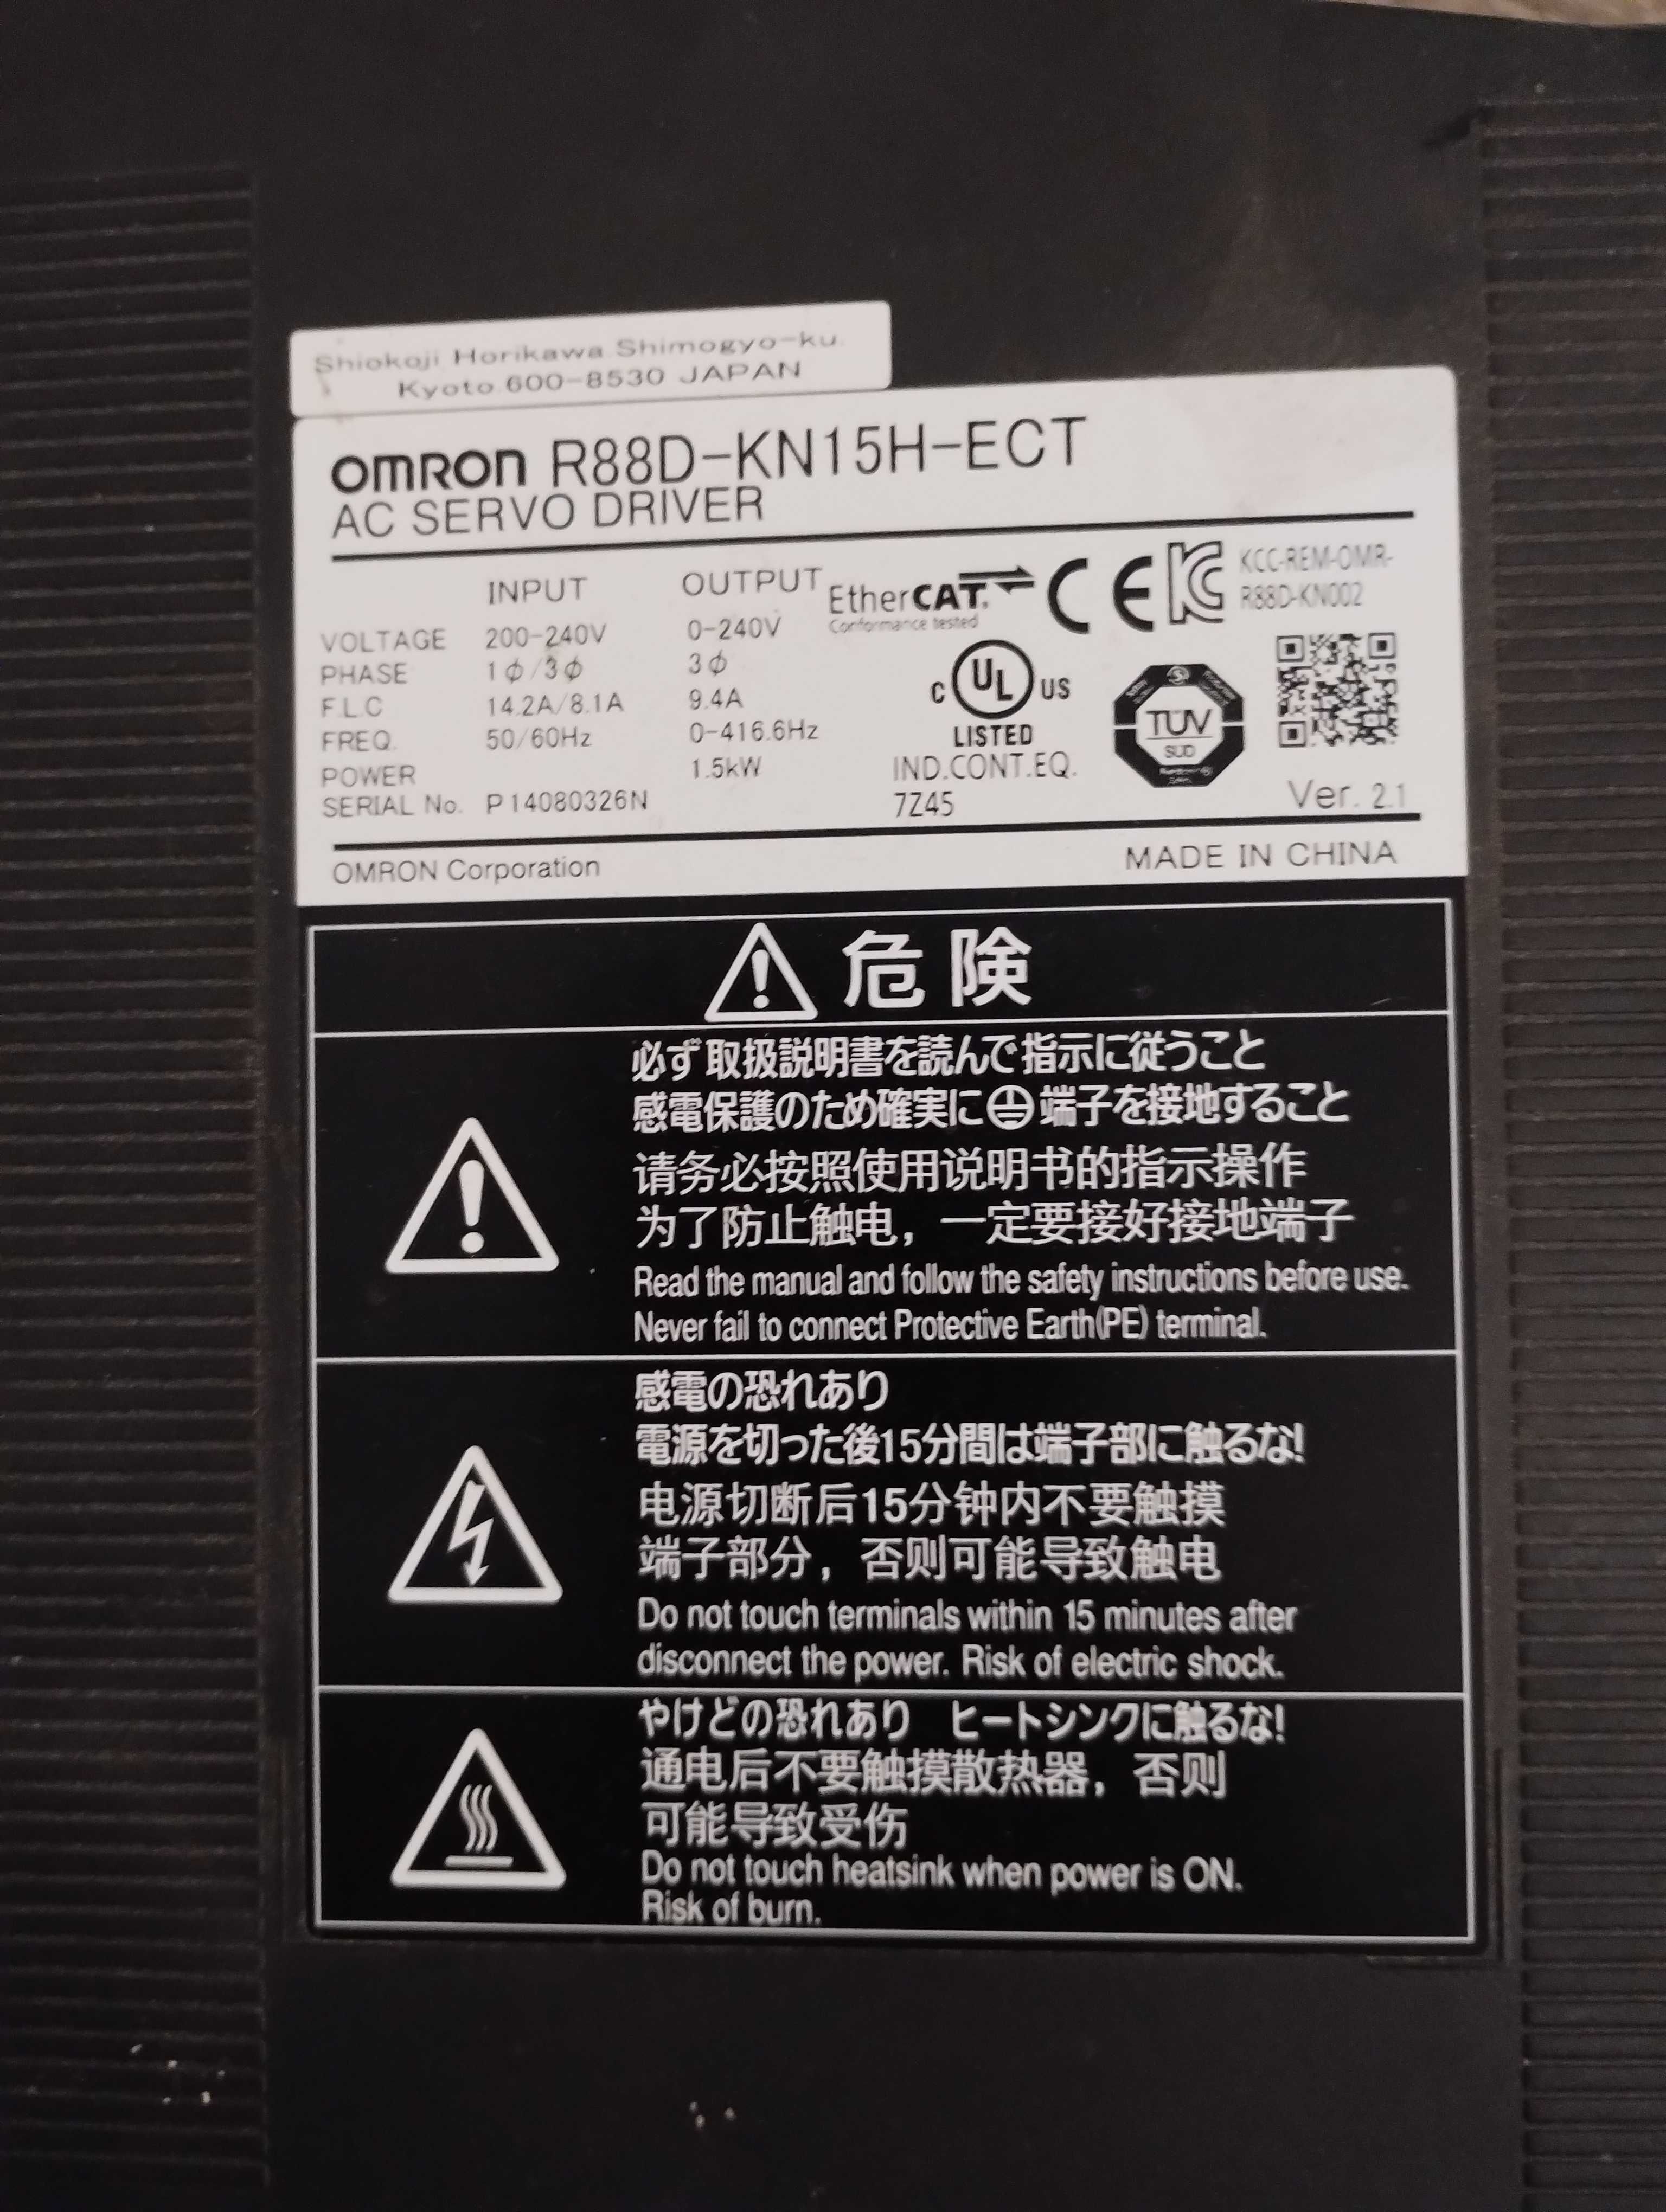 Shiokoji Horikawa Shimogyo-ku.
Kyoto 600-8530 JAPAN
OMRON R88D-KN15H-ECT
AC SERVO DRIVER
INPUT OUTPUT
VOLTAGE 200-240V 0-240V
PHASE 1ϕ/3ϕ 3ϕ
F.L.C 14.2A/8.1A 9.4A
FREQ. 50/60Hz 0-416.6Hz
POWER 1.5kW
SERIAL No. P14080326N
EtherCAT.
Conformance tested
CE
KCC-REM-OMR-
R88D-KN002
C UL US
LISTED
IND.CONT.EQ.
7Z45
TÜV
SÜD
Ver. 2.1
OMRON Corporation MADE IN CHINA
危険
必ず取扱説明書を読んで指示に従うこと
感電保護のため確実に端子を接地すること
请务必按照使用说明书的指示操作
为了防止触电，一定要接好接地端子
Read the manual and follow the safety instructions before use.
Never fail to connect Protective Earth(PE) terminal.
感電の恐れあり
電源を切った後15分間は端子部に触るな!
电源切断后15分钟内不要触摸
端子部分，否则可能导致触电
Do not touch terminals within 15 minutes after
disconnect the power. Risk of electric shock.
やけどの恐れあり ヒートシンクに触るな!
通电后不要触摸散热器，否则
可能导致受伤
Do not touch heatsink when power is ON.
Risk of burn.